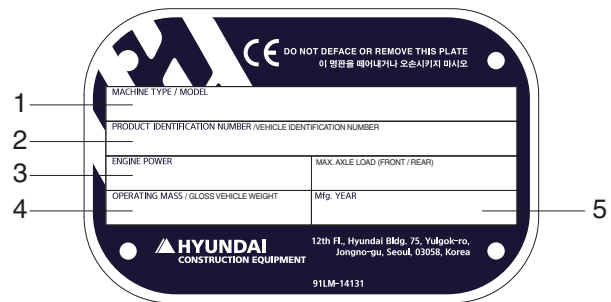 CE DO NOT DEFACE OR REMOVE THIS PLATE
이 명판을 떼어내거나 오손시키지 마시오
1 MACHINE TYPE / MODEL
2 PRODUCT IDENTIFICATION NUMBER /VEHICLE IDENTIFICATION NUMBER
3 ENGINE POWER MAX. AXLE LOAD (FRONT / REAR)
4 OPERATING MASS / GLOSS VEHICLE WEIGHT Mfg. YEAR 5
HYUNDAI
CONSTRUCTION EQUIPMENT
12th Fl., Hyundai Bldg. 75, Yulgok-ro,
Jongno-gu, Seoul, 03058, Korea
91LM-14131